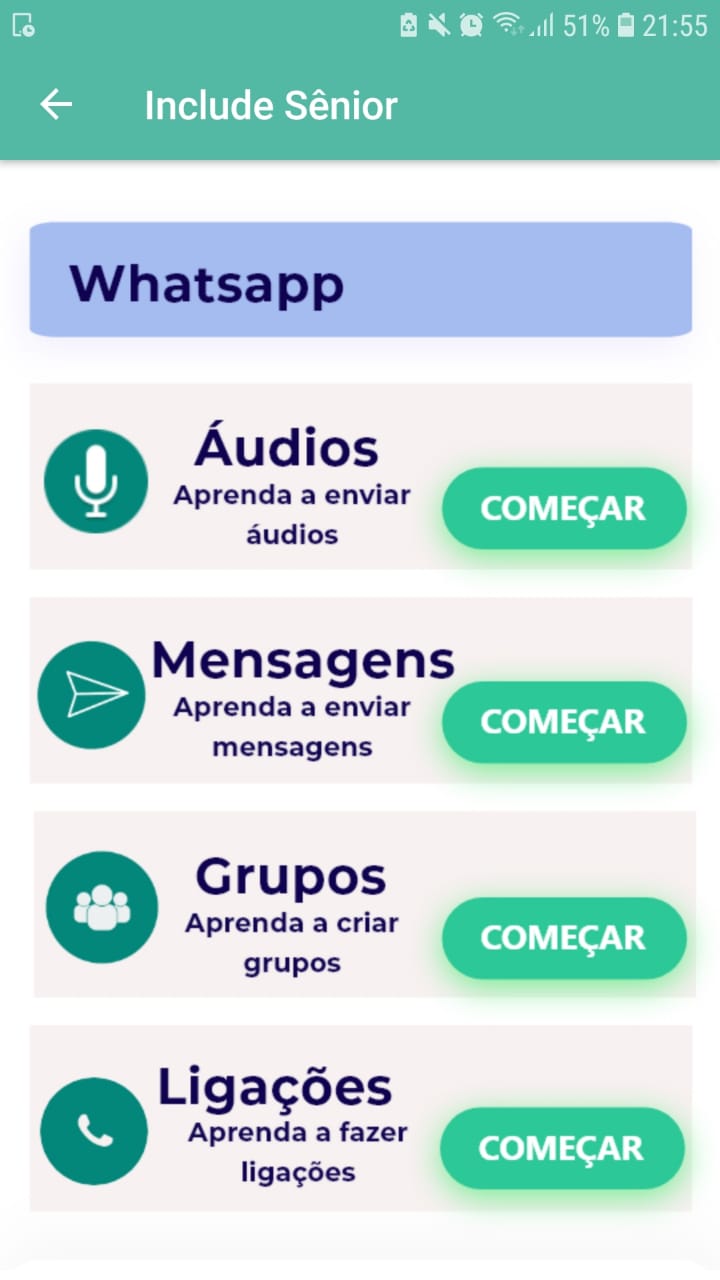 51% 21:55
Include Sênior
Whatsapp
Áudios
Aprenda a enviar
áudios
COMEÇAR
Mensagens
Aprenda a enviar
mensagens
COMEÇAR
Grupos
Aprenda a criar
grupos
COMEÇAR
Ligações
Aprenda a fazer
ligações
COMEÇAR